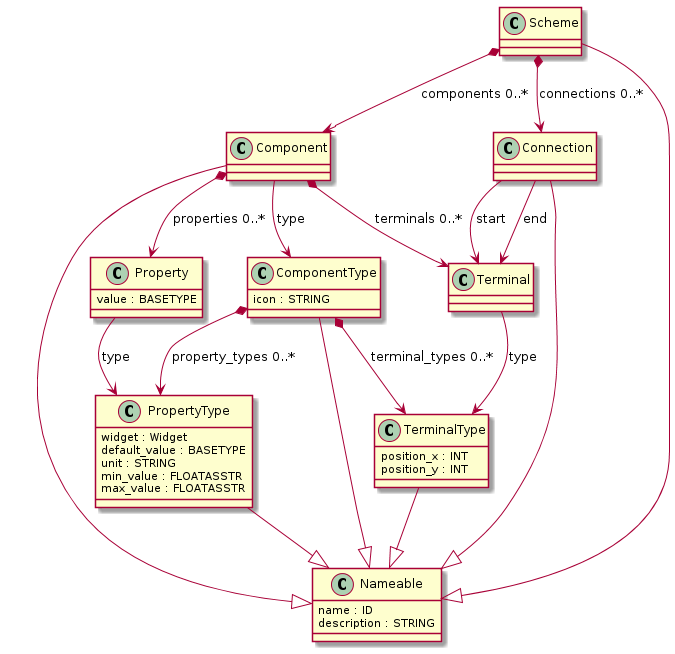 C Scheme
components 0..*
connections 0..*
C Component
C Connection
properties 0..*
type
terminals 0..*
start
end
C Property
value : BASETYPE
C ComponentType
icon : STRING
C Terminal
type
property_types 0..*
terminal_types 0..*
type
C PropertyType
widget : Widget
default_value : BASETYPE
unit : STRING
min_value : FLOATASSTR
max_value : FLOATASSTR
C TerminalType
position_x : INT
position_y : INT
C Nameable
name : ID
description : STRING